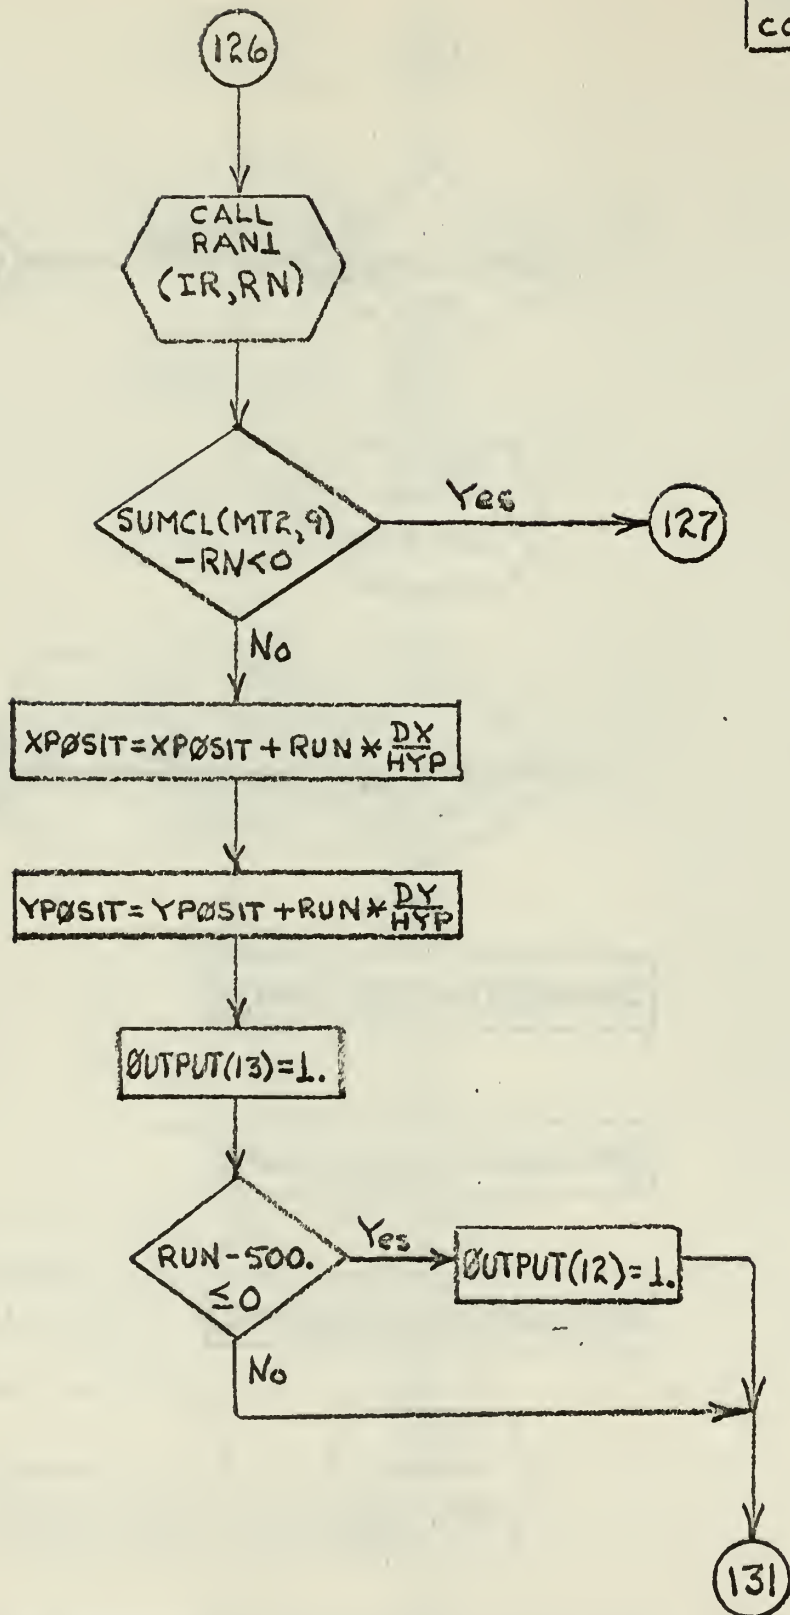 126
CALL
RAN1
(IR,RN)
SUMCL(MT2,9)
-RN<0
Yes
127
No
XPØSIT=XPØSIT+RUN*DX/HYP
YPØSIT=YPØSIT+RUN*DY/HYP
ØUTPUT(13)=1.
RUN-500.
≤0
Yes
ØUTPUT(12)=1.
No
131